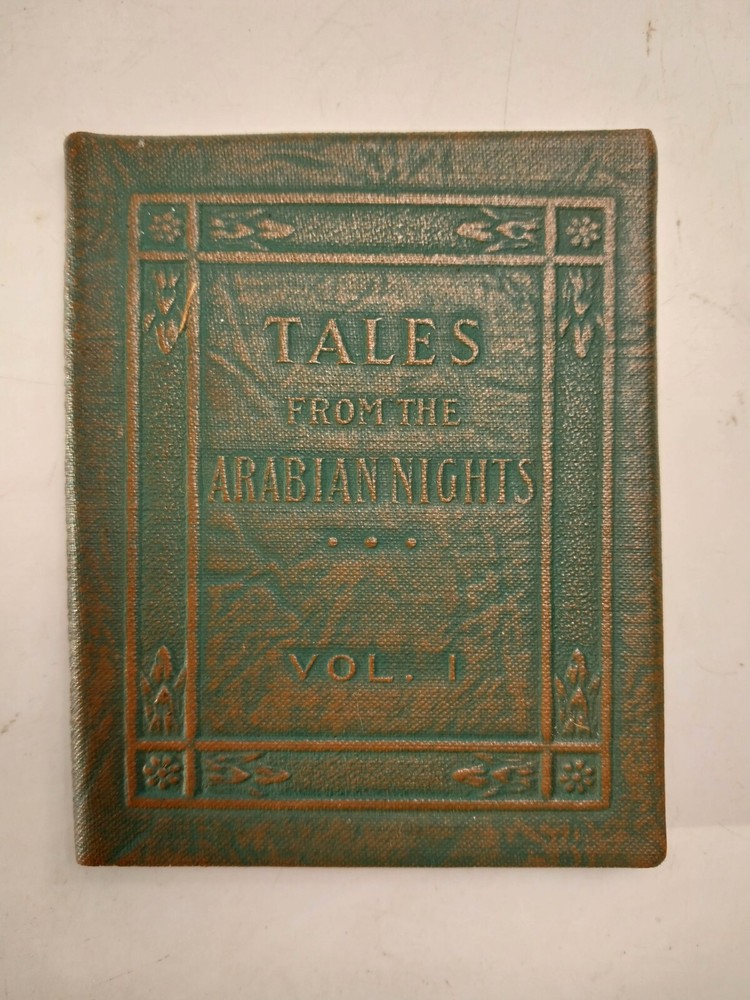 TALES
FROM THE
ARABIAN NIGHTS
VOL. I